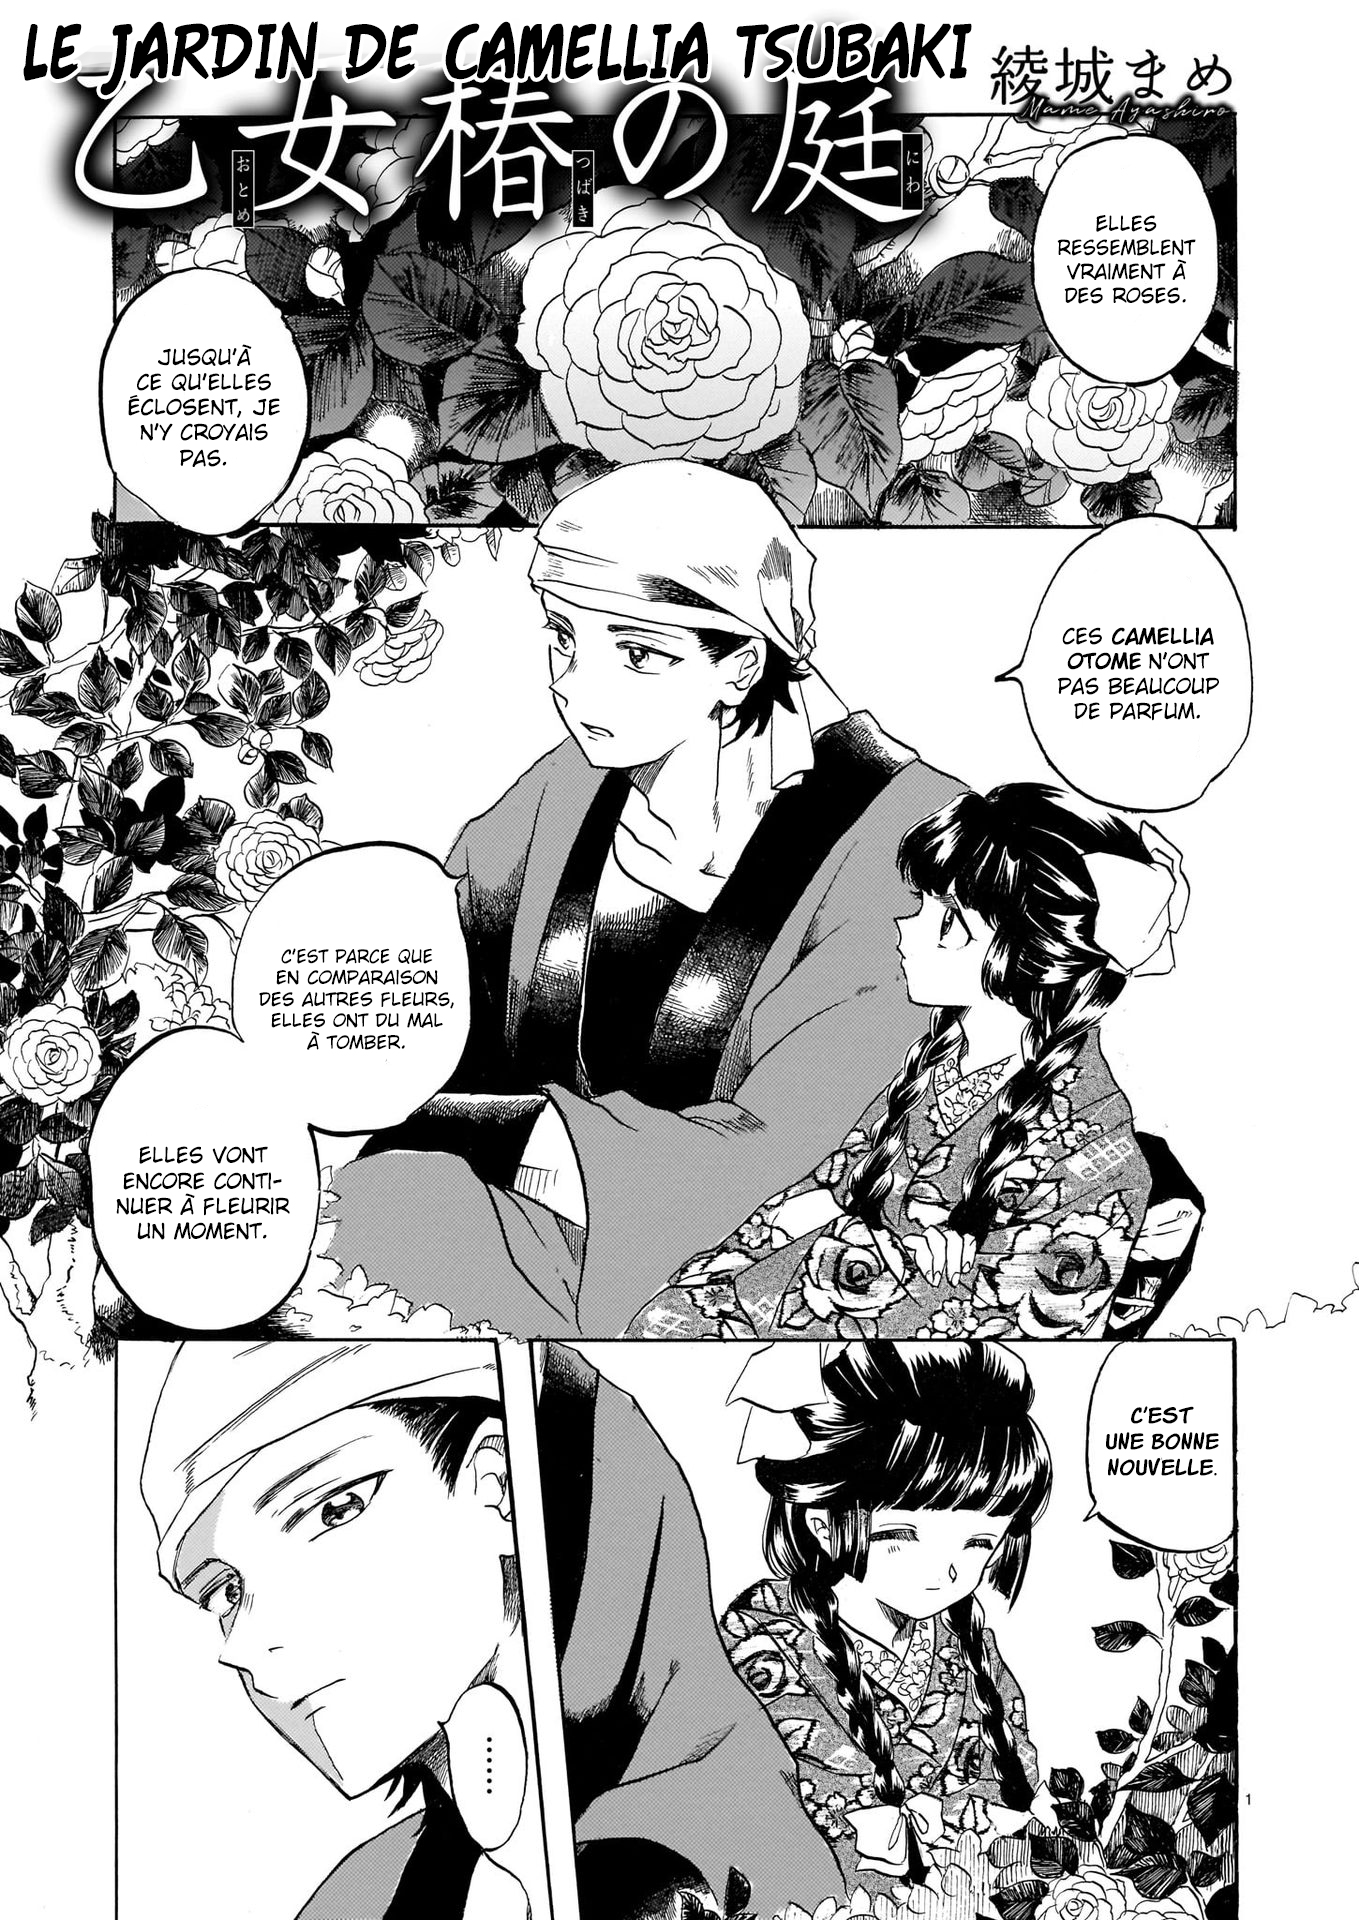 LE JARDIN DE CAMELLIA TSUBAKI
綾城まめ
Mame Ayashiro
乙女椿の庭
おとめ
つばき
にわ
ELLES
RESSEMBLENT
VRAIMENT À
DES ROSES.
JUSQU'À
CE QU'ELLES
ÉCLOSENT, JE
N'Y CROYAIS
PAS.
CES CAMELLIA
OTOME N'ONT
PAS BEAUCOUP
DE PARFUM.
C'EST PARCE QUE
EN COMPARAISON
DES AUTRES FLEURS,
ELLES ONT DU MAL
À TOMBER.
ELLES VONT
ENCORE CONTI-
NUER À FLEURIR
UN MOMENT.
C'EST
UNE BONNE
NOUVELLE.
......
1